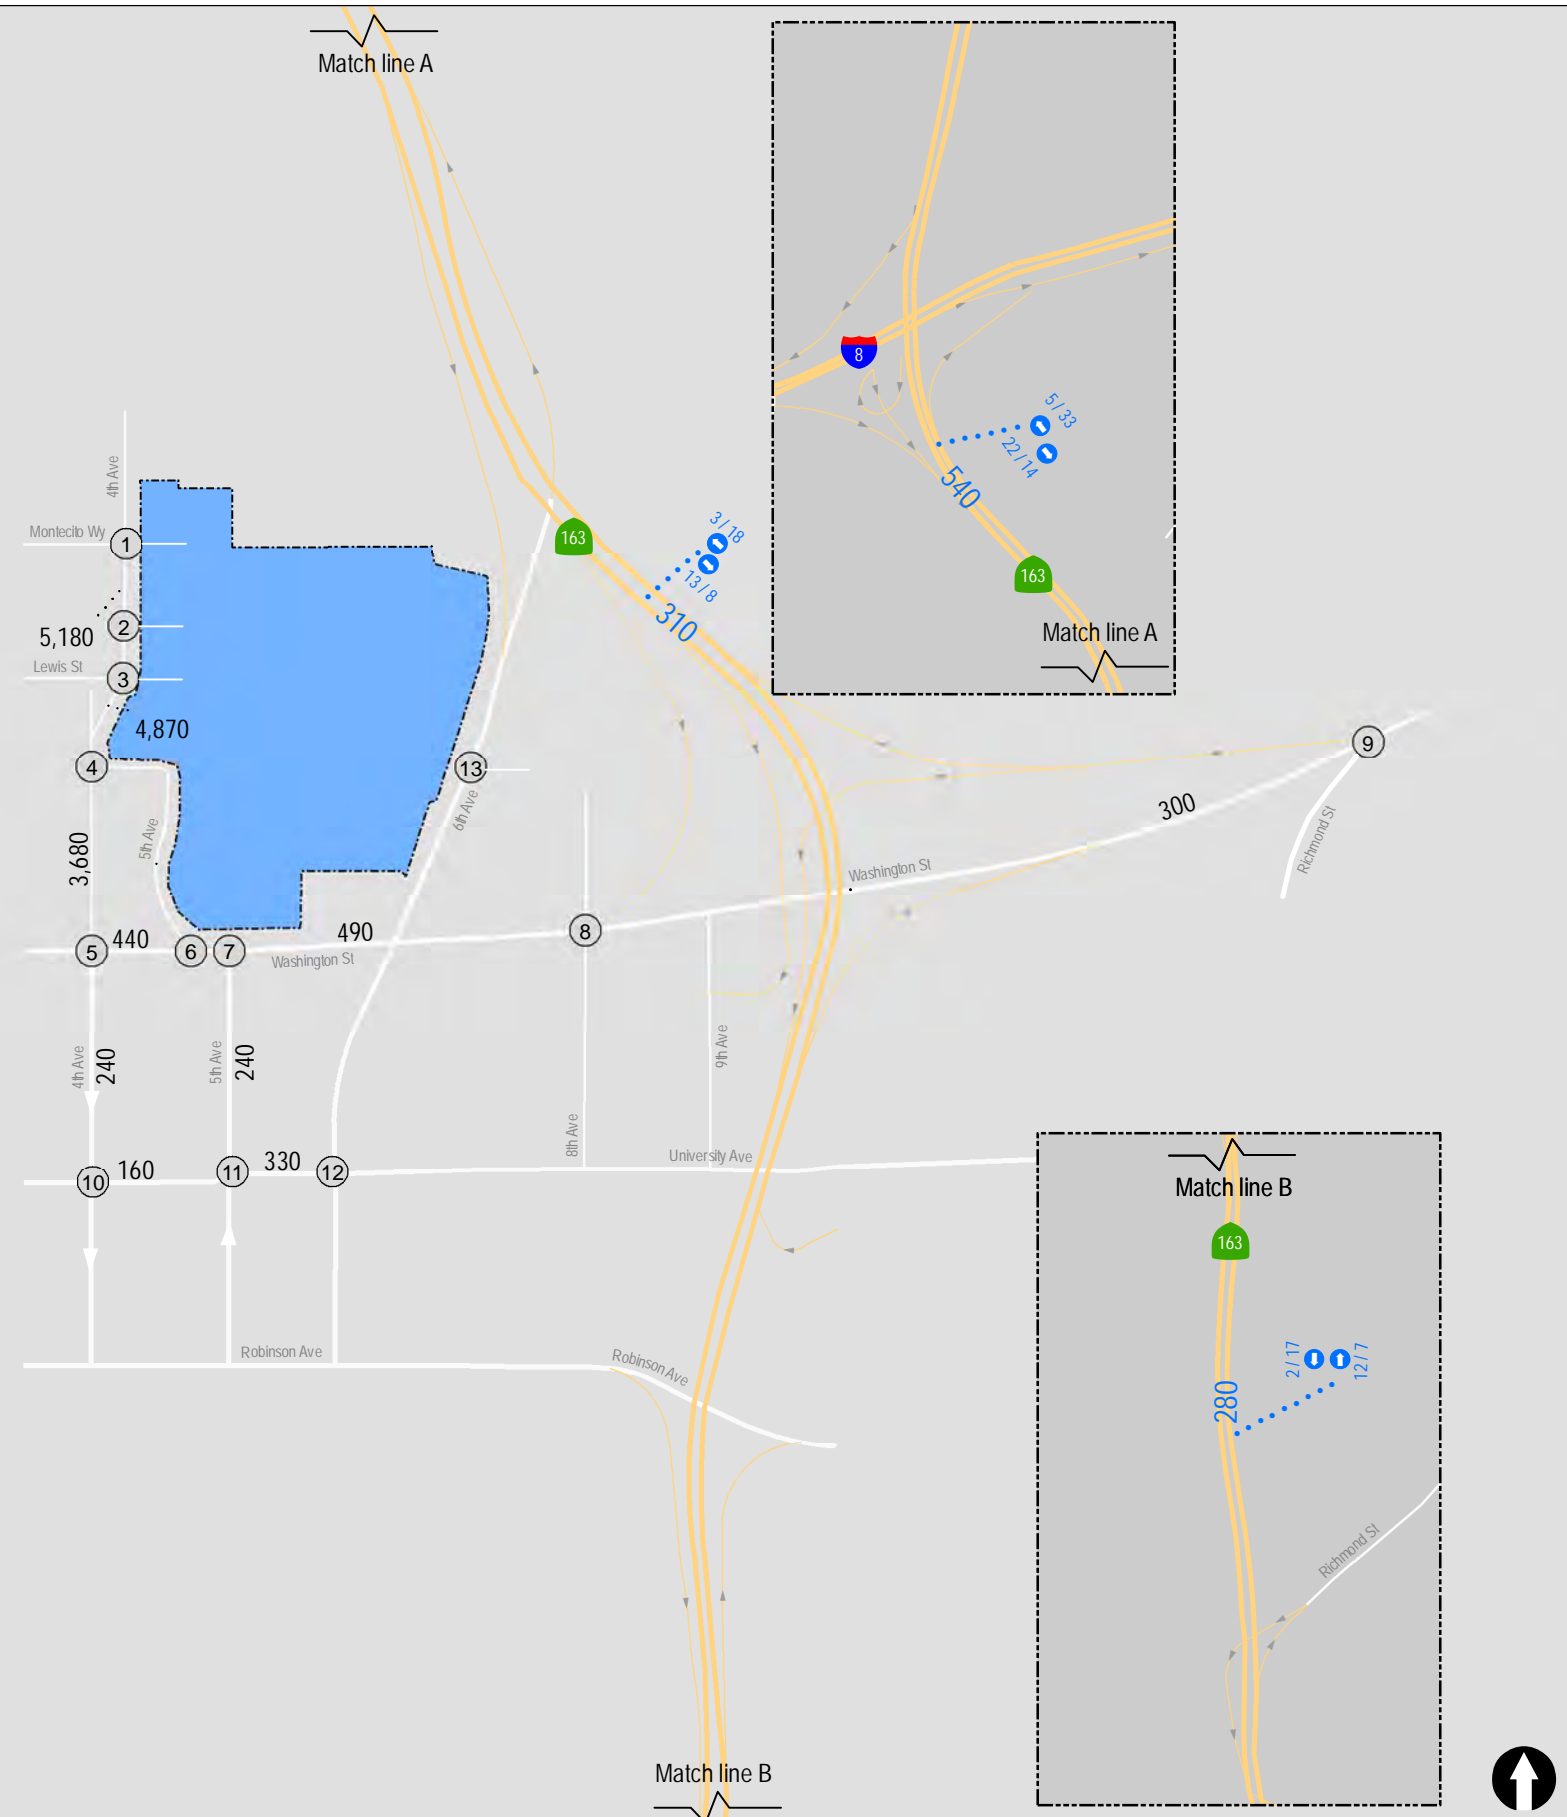 Match line A
5 / 33
8
22 / 14
540
163
Match line A
4th Ave
Montecito Wy
1
163
3 / 18
13 / 8
310
2
5,180
Lewis St
3
4,870
4
13
6th Ave
9
300
Richmond St
3,680
5th Ave
Washington St
5
440
6
7
490
8
Washington St
4th Ave
240
5th Ave
240
9th Ave
8th Ave
University Ave
10
160
11
330
12
Match line B
163
Robinson Ave
Robinson Ave
2 / 17
12 / 7
280
Richmond St
Match line B